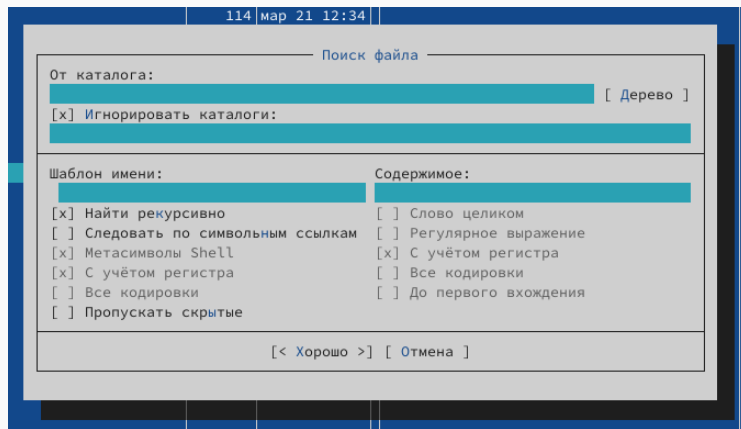 114 мар 21 12:34
Поиск файла
От каталога:
[ Дерево ]
[x] Игнорировать каталоги:
Шаблон имени: Содержимое:
[x] Найти рекурсивно [ ] Слово целиком
[ ] Следовать по символьным ссылкам [ ] Регулярное выражение
[x] Метасимволы Shell [x] С учётом регистра
[x] С учётом регистра [ ] Все кодировки
[ ] Все кодировки [ ] До первого вхождения
[ ] Пропускать скрытые
[< Хорошо >] [ Отмена ]